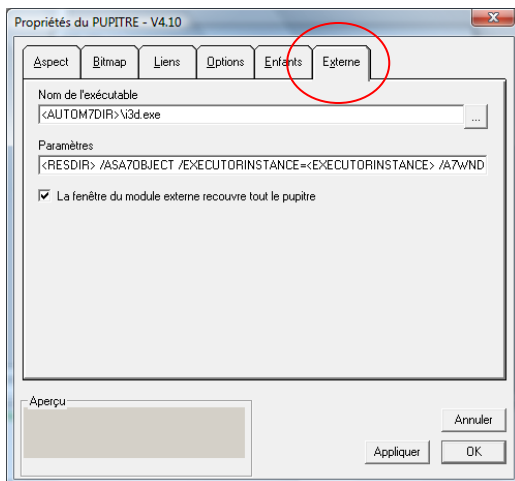 Propriétés du PUPITRE - V4.10
Aspect Bitmap Liens Options Enfants Externe
Nom de l'exécutable
<AUTOM7DIR>\i3d.exe
...
Paramètres
<RESDIR> /ASA7OBJECT /EXECUTORINSTANCE=<EXECUTORINSTANCE> /A7WND
La fenêtre du module externe recouvre tout le pupitre
Aperçu
Annuler
Appliquer OK